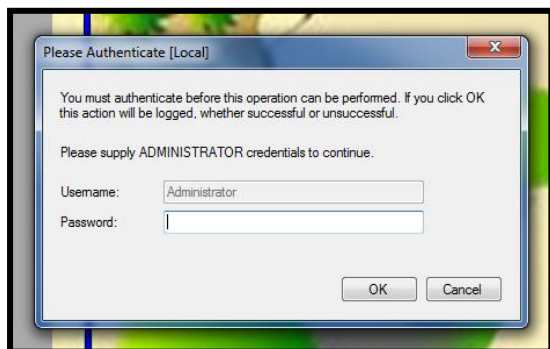 Please Authenticate [Local]
You must authenticate before this operation can be performed. If you click OK
this action will be logged, whether successful or unsuccessful.
Please supply ADMINISTRATOR credentials to continue.
Username: Administrator
Password:
OK Cancel